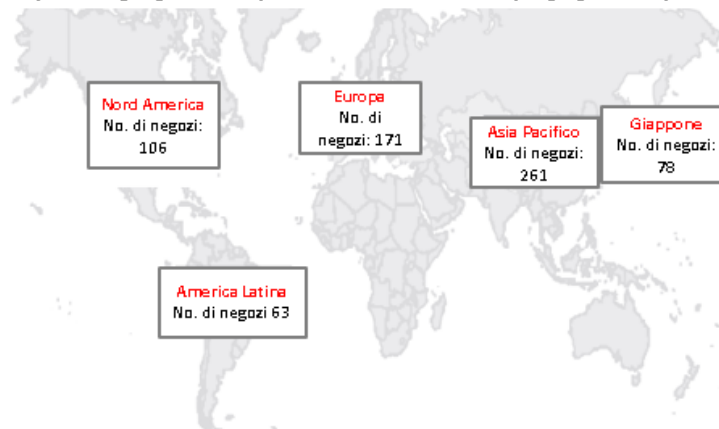 Nord America
No. di negozi:
106
Europa
No. di
negozi: 171
Asia Pacifico
No. di negozi:
261
Giappone
No. di negozi:
78
America Latina
No. di negozi 63